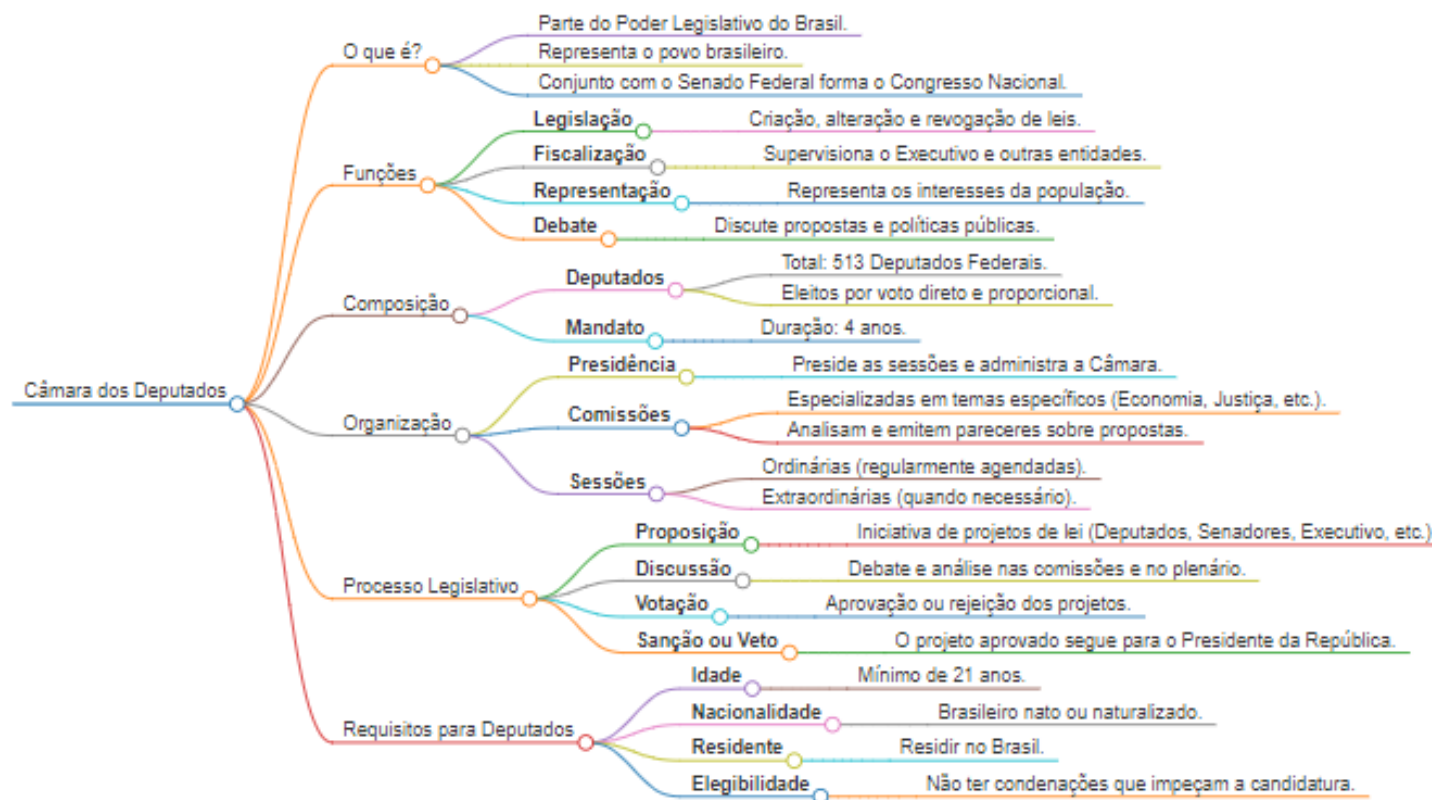 Câmara dos Deputados
O que é?
Parte do Poder Legislativo do Brasil.
Representa o povo brasileiro.
Conjunto com o Senado Federal forma o Congresso Nacional.
Funções
Legislação
Criação, alteração e revogação de leis.
Fiscalização
Supervisiona o Executivo e outras entidades.
Representação
Representa os interesses da população.
Debate
Discute propostas e políticas públicas.
Composição
Deputados
Total: 513 Deputados Federais.
Eleitos por voto direto e proporcional.
Mandato
Duração: 4 anos.
Organização
Presidência
Preside as sessões e administra a Câmara.
Comissões
Especializadas em temas específicos (Economia, Justiça, etc.).
Analisam e emitem pareceres sobre propostas.
Sessões
Ordinárias (regularmente agendadas).
Extraordinárias (quando necessário).
Processo Legislativo
Proposição
Iniciativa de projetos de lei (Deputados, Senadores, Executivo, etc.)
Discussão
Debate e análise nas comissões e no plenário.
Votação
Aprovação ou rejeição dos projetos.
Sanção ou Veto
O projeto aprovado segue para o Presidente da República.
Requisitos para Deputados
Idade
Mínimo de 21 anos.
Nacionalidade
Brasileiro nato ou naturalizado.
Residente
Residir no Brasil.
Elegibilidade
Não ter condenações que impeçam a candidatura.